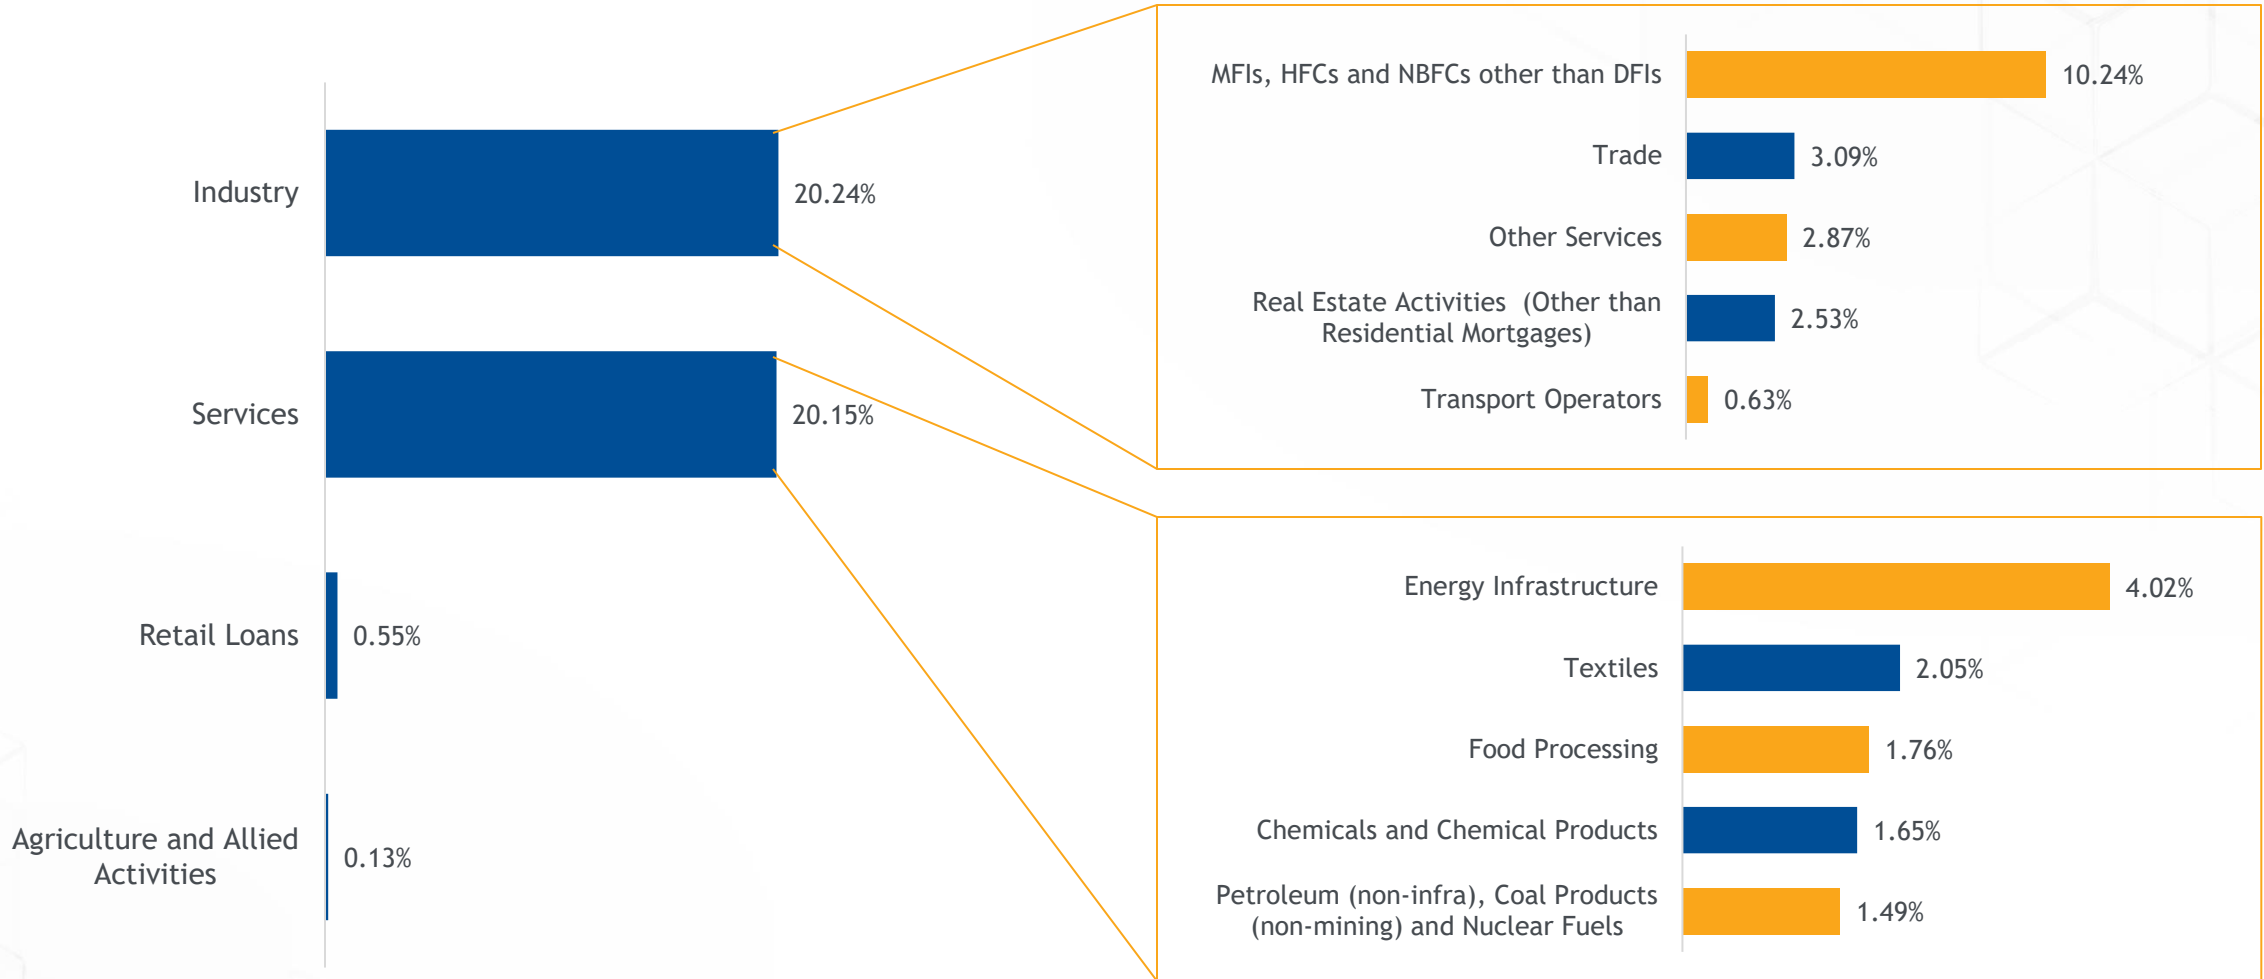 Industry
20.24%
Services
20.15%
Retail Loans
0.55%
Agriculture and Allied
Activities
0.13%
MFIs, HFCs and NBFCs other than DFIs
10.24%
Trade
3.09%
Other Services
2.87%
Real Estate Activities (Other than
Residential Mortgages)
2.53%
Transport Operators
0.63%
Energy Infrastructure
4.02%
Textiles
2.05%
Food Processing
1.76%
Chemicals and Chemical Products
1.65%
Petroleum (non-infra), Coal Products
(non-mining) and Nuclear Fuels
1.49%